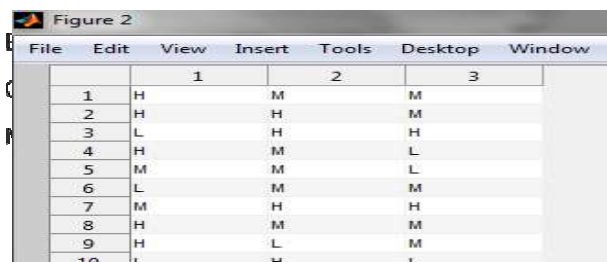 Figure 2
File Edit View Insert Tools Desktop Window
1 2 3
1 H M M
2 H H M
3 L H H
4 H M L
5 M M L
6 L M M
7 M H H
8 H M M
9 H L M
10 L H L